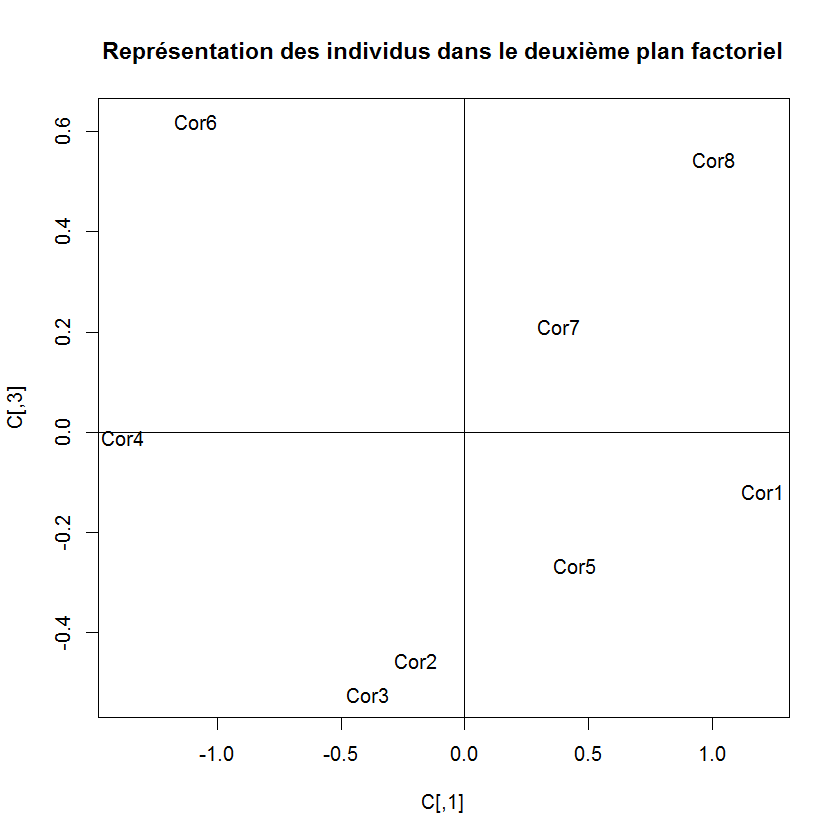 Représentation des individus dans le deuxième plan factoriel
0.6
Cor6
Cor8
0.4
Cor7
0.2
C[,3]
0.0
Cor4
Cor1
-0.2
Cor5
-0.4
Cor2
Cor3
-1.0 -0.5 0.0 0.5 1.0
C[,1]